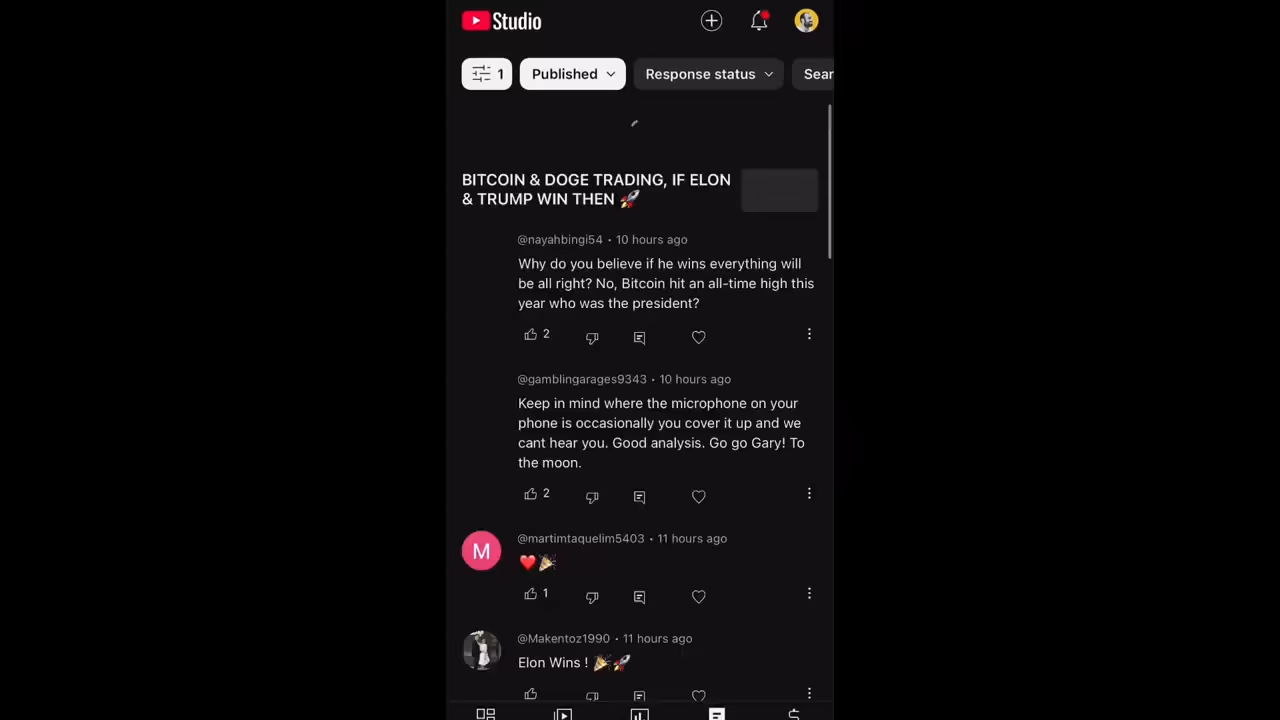 Studio
1 Published Response status Sear
BITCOIN & DOGE TRADING, IF ELON
& TRUMP WIN THEN 🚀
@nayahbingi54 • 10 hours ago
Why do you believe if he wins everything will
be all right? No, Bitcoin hit an all-time high this
year who was the president?
2
@gamblingarages9343 • 10 hours ago
Keep in mind where the microphone on your
phone is occasionally you cover it up and we
cant hear you. Good analysis. Go go Gary! To
the moon.
2
M
@martimtaquelim5403 • 11 hours ago
❤️🎉
1
@Makentoz1990 • 11 hours ago
Elon Wins ! 🎉🚀